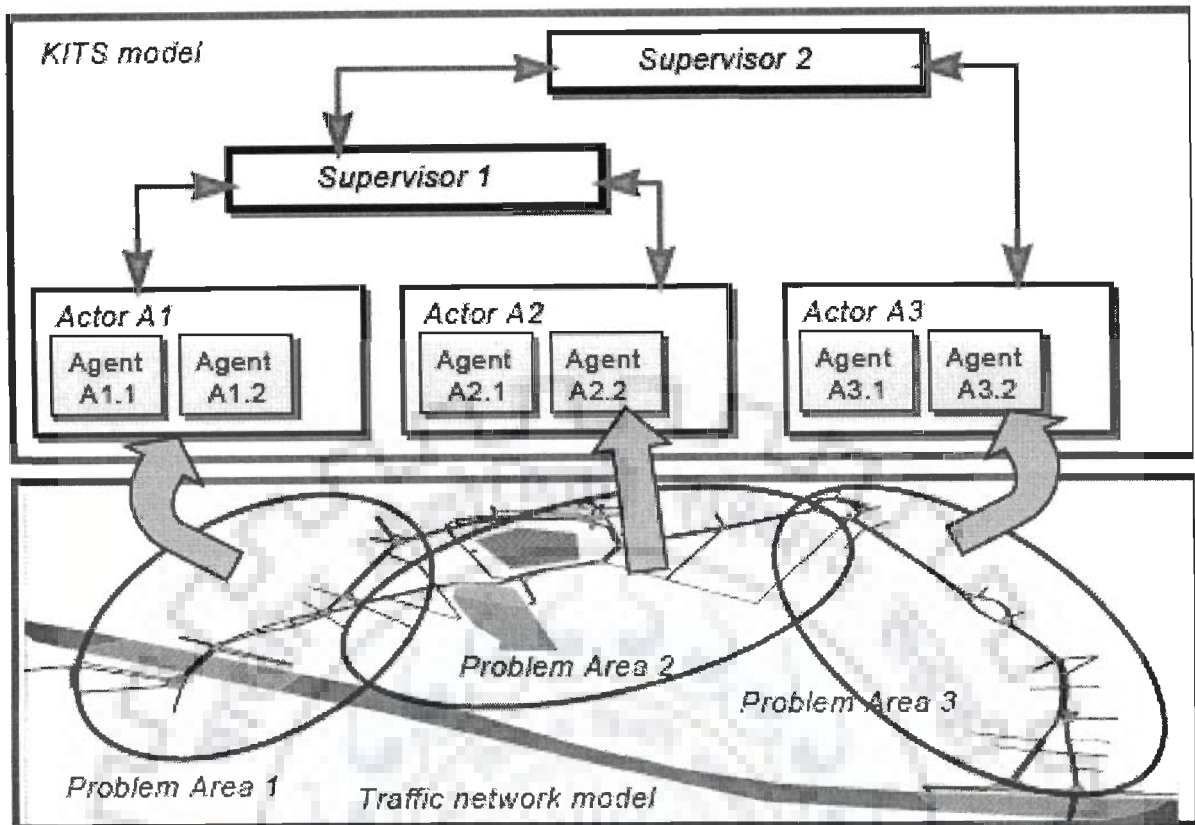 KITS model
Supervisor 2
Supervisor 1
Actor A1
Agent
A1.1
Agent
A1.2
Actor A2
Agent
A2.1
Agent
A2.2
Actor A3
Agent
A3.1
Agent
A3.2
Problem Area 2
Problem Area 3
Problem Area 1
Traffic network model